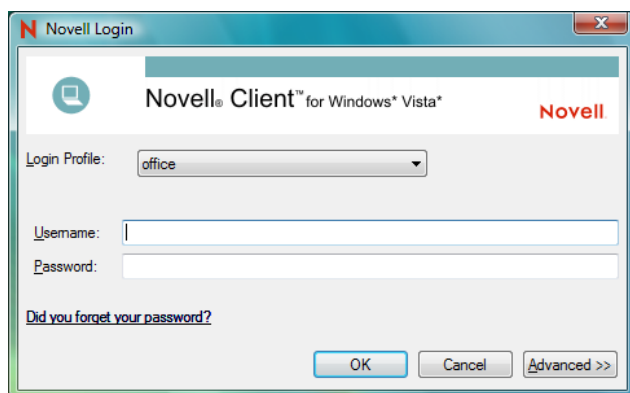 N Novell Login
Novell® Client™ for Windows* Vista*
Novell.
Login Profile:
office
Username:
Password:
Did you forget your password?
OK
Cancel
Advanced >>